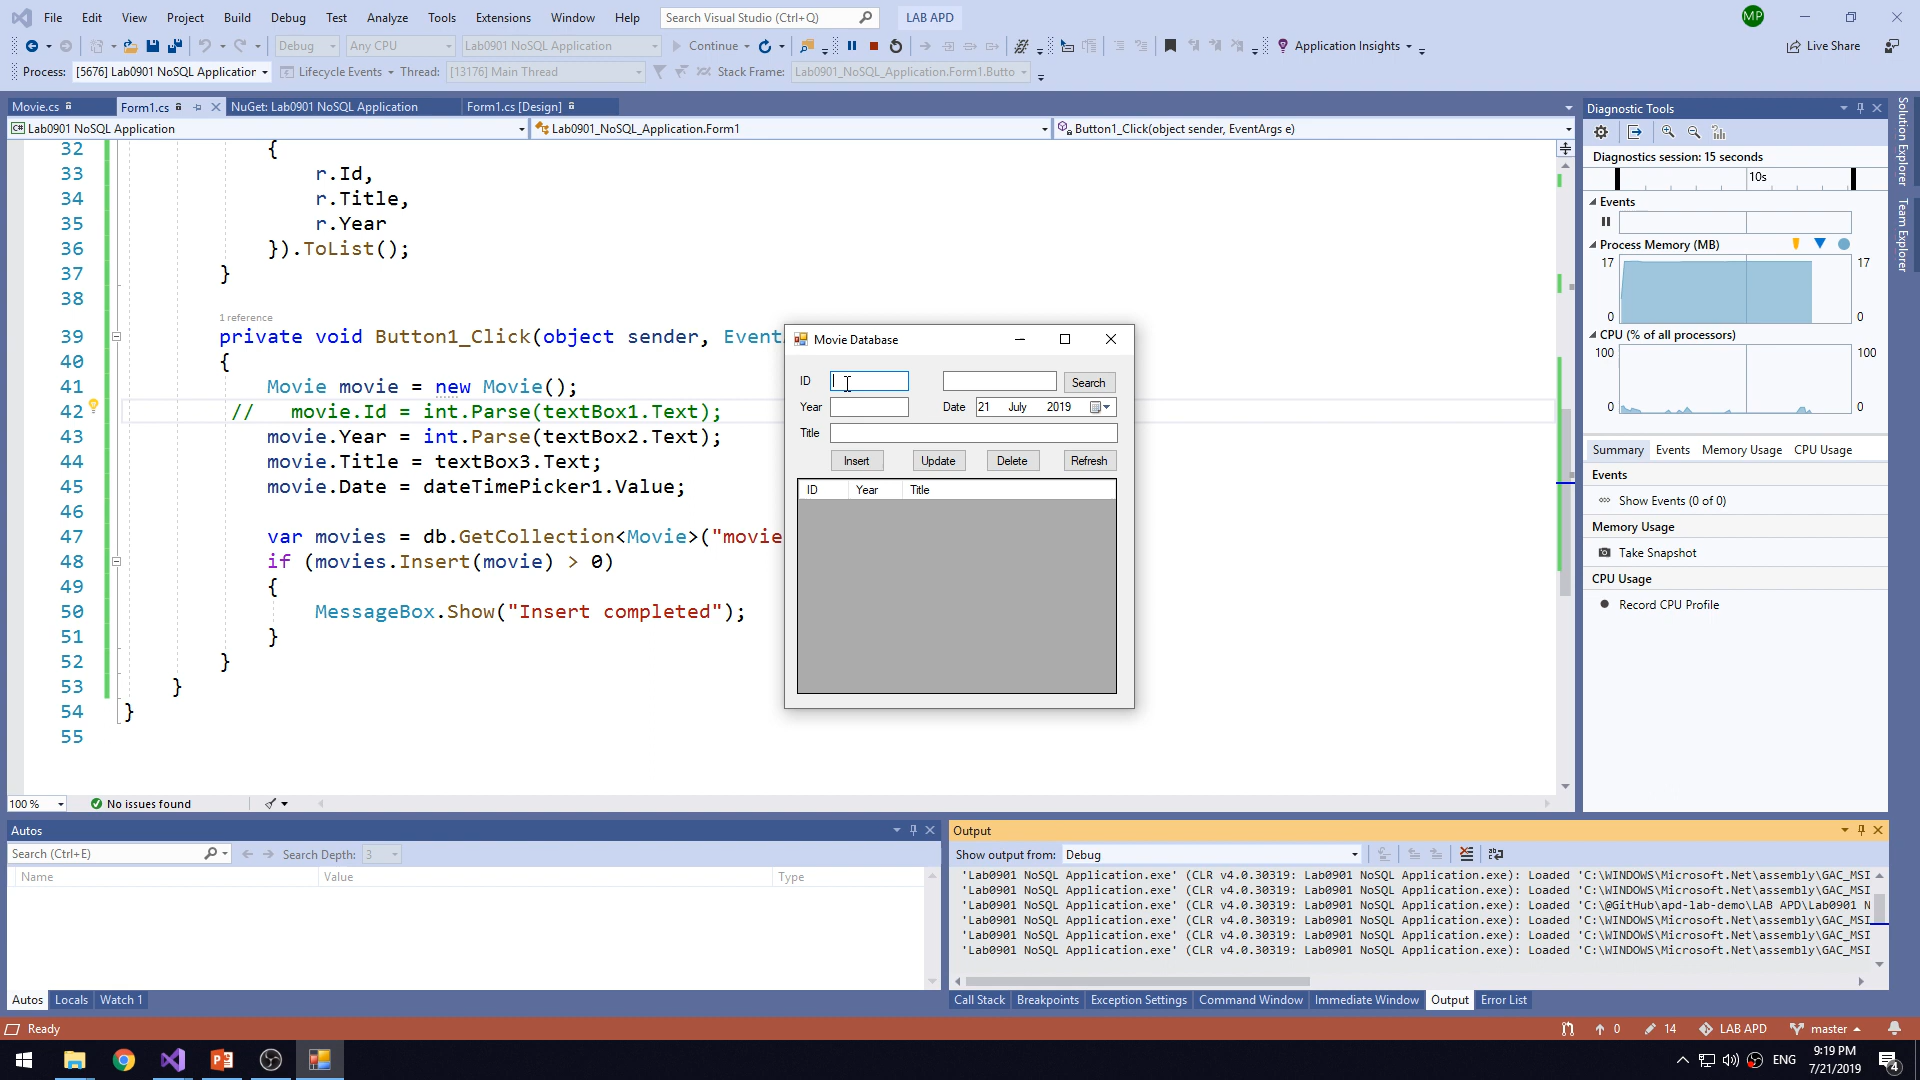 File Edit View Project Build Debug Test Analyze Tools Extensions Window Help Search Visual Studio (Ctrl+Q) LAB APD MP
Debug Any CPU Lab0901 NoSQL Application Continue Application Insights Live Share
Process: [5676] Lab0901 NoSQL Application Lifecycle Events Thread: [13176] Main Thread Stack Frame: Lab0901_NoSQL_Application.Form1.Butto
Movie.cs Form1.cs NuGet: Lab0901 NoSQL Application Form1.cs [Design]
C# Lab0901 NoSQL Application Lab0901_NoSQL_Application.Form1 Button1_Click(object sender, EventArgs e)
32 {
33 r.Id,
34 r.Title,
35 r.Year
36 }).ToList();
37 }
38
1 reference
39 private void Button1_Click(object sender, Event
40 {
41 Movie movie = new Movie();
42 // movie.Id = int.Parse(textBox1.Text);
43 movie.Year = int.Parse(textBox2.Text);
44 movie.Title = textBox3.Text;
45 movie.Date = dateTimePicker1.Value;
46
47 var movies = db.GetCollection<Movie>("movie
48 if (movies.Insert(movie) > 0)
49 {
50 MessageBox.Show("Insert completed");
51 }
52 }
53 }
54 }
55
100 % No issues found
Movie Database
ID Search
Year Date 21 July 2019
Title
Insert Update Delete Refresh
ID Year Title
Diagnostic Tools
Diagnostics session: 15 seconds
10s
Events
Process Memory (MB)
17 17
0 0
CPU (% of all processors)
100 100
0 0
Summary Events Memory Usage CPU Usage
Events
Show Events (0 of 0)
Memory Usage
Take Snapshot
CPU Usage
Record CPU Profile
Solution Explorer
Team Explorer
Autos
Search (Ctrl+E) Search Depth: 3
Name Value Type
Autos Locals Watch 1
Output
Show output from: Debug
'Lab0901 NoSQL Application.exe' (CLR v4.0.30319: Lab0901 NoSQL Application.exe): Loaded 'C:\WINDOWS\Microsoft.Net\assembly\GAC_MSI
'Lab0901 NoSQL Application.exe' (CLR v4.0.30319: Lab0901 NoSQL Application.exe): Loaded 'C:\WINDOWS\Microsoft.Net\assembly\GAC_MSI
'Lab0901 NoSQL Application.exe' (CLR v4.0.30319: Lab0901 NoSQL Application.exe): Loaded 'C:\@GitHub\apd-lab-demo\LAB APD\Lab0901 N
'Lab0901 NoSQL Application.exe' (CLR v4.0.30319: Lab0901 NoSQL Application.exe): Loaded 'C:\WINDOWS\Microsoft.Net\assembly\GAC_MSI
'Lab0901 NoSQL Application.exe' (CLR v4.0.30319: Lab0901 NoSQL Application.exe): Loaded 'C:\WINDOWS\Microsoft.Net\assembly\GAC_MSI
'Lab0901 NoSQL Application.exe' (CLR v4.0.30319: Lab0901 NoSQL Application.exe): Loaded 'C:\WINDOWS\Microsoft.Net\assembly\GAC_MSI
Call Stack Breakpoints Exception Settings Command Window Immediate Window Output Error List
Ready 0 14 LAB APD master
ENG 9:19 PM
7/21/2019 4